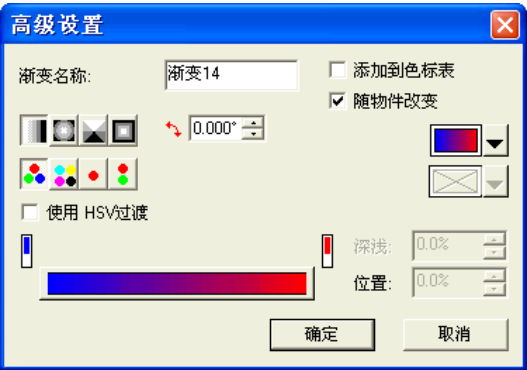 高级设置
渐变名称: 渐变14
添加到色标表
随物件改变
0.000°
使用 HSV过渡
深浅: 0.0%
位置: 0.0%
确定 取消